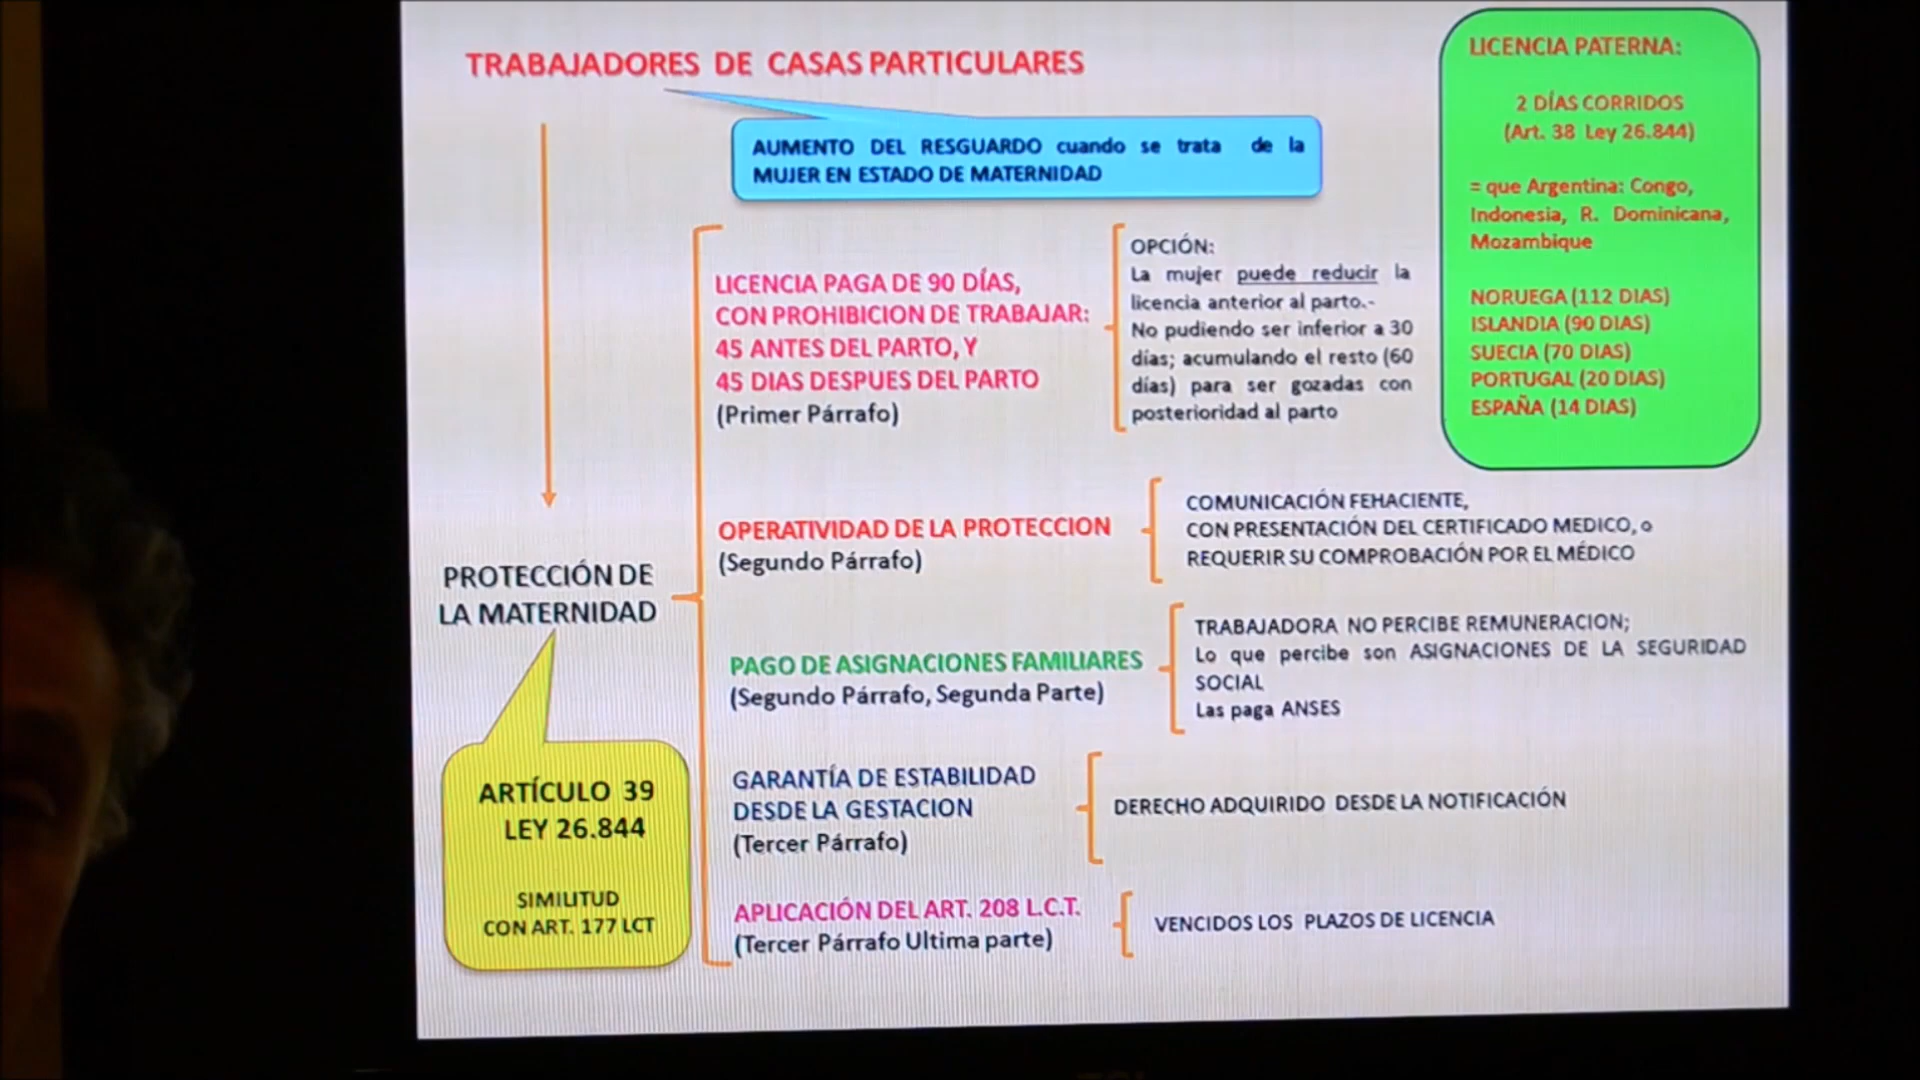 TRABAJADORES DE CASAS PARTICULARES
AUMENTO DEL RESGUARDO cuando se trata de la
MUJER EN ESTADO DE MATERNIDAD
LICENCIA PATERNA:
2 DÍAS CORRIDOS
(Art. 38 Ley 26.844)
= que Argentina: Congo,
Indonesia, R. Dominicana,
Mozambique
NORUEGA (112 DIAS)
ISLANDIA (90 DIAS)
SUECIA (70 DIAS)
PORTUGAL (20 DIAS)
ESPAÑA (14 DIAS)
LICENCIA PAGA DE 90 DÍAS,
CON PROHIBICION DE TRABAJAR:
45 ANTES DEL PARTO, Y
45 DIAS DESPUES DEL PARTO
(Primer Párrafo)
OPCIÓN:
La mujer puede reducir la
licencia anterior al parto.-
No pudiendo ser inferior a 30
días; acumulando el resto (60
días) para ser gozadas con
posterioridad al parto
OPERATIVIDAD DE LA PROTECCION
(Segundo Párrafo)
COMUNICACIÓN FEHACIENTE,
CON PRESENTACIÓN DEL CERTIFICADO MEDICO, o
REQUERIR SU COMPROBACIÓN POR EL MÉDICO
PROTECCIÓN DE
LA MATERNIDAD
PAGO DE ASIGNACIONES FAMILIARES
(Segundo Párrafo, Segunda Parte)
TRABAJADORA NO PERCIBE REMUNERACION;
Lo que percibe son ASIGNACIONES DE LA SEGURIDAD
SOCIAL
Las paga ANSES
ARTÍCULO 39
LEY 26.844
SIMILITUD
CON ART. 177 LCT
GARANTÍA DE ESTABILIDAD
DESDE LA GESTACION
(Tercer Párrafo)
DERECHO ADQUIRIDO DESDE LA NOTIFICACIÓN
APLICACIÓN DEL ART. 208 L.C.T.
(Tercer Párrafo Ultima parte)
VENCIDOS LOS PLAZOS DE LICENCIA